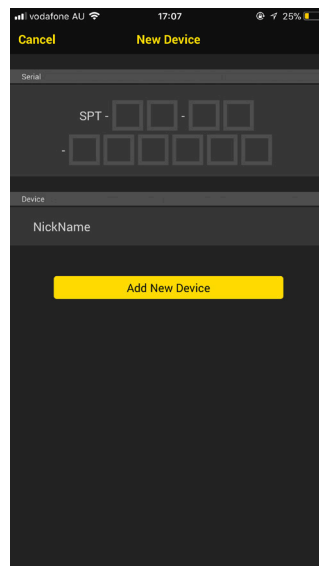 vodafone AU 17:07 25%
Cancel New Device
Serial
SPT - -
-
Device
NickName
Add New Device